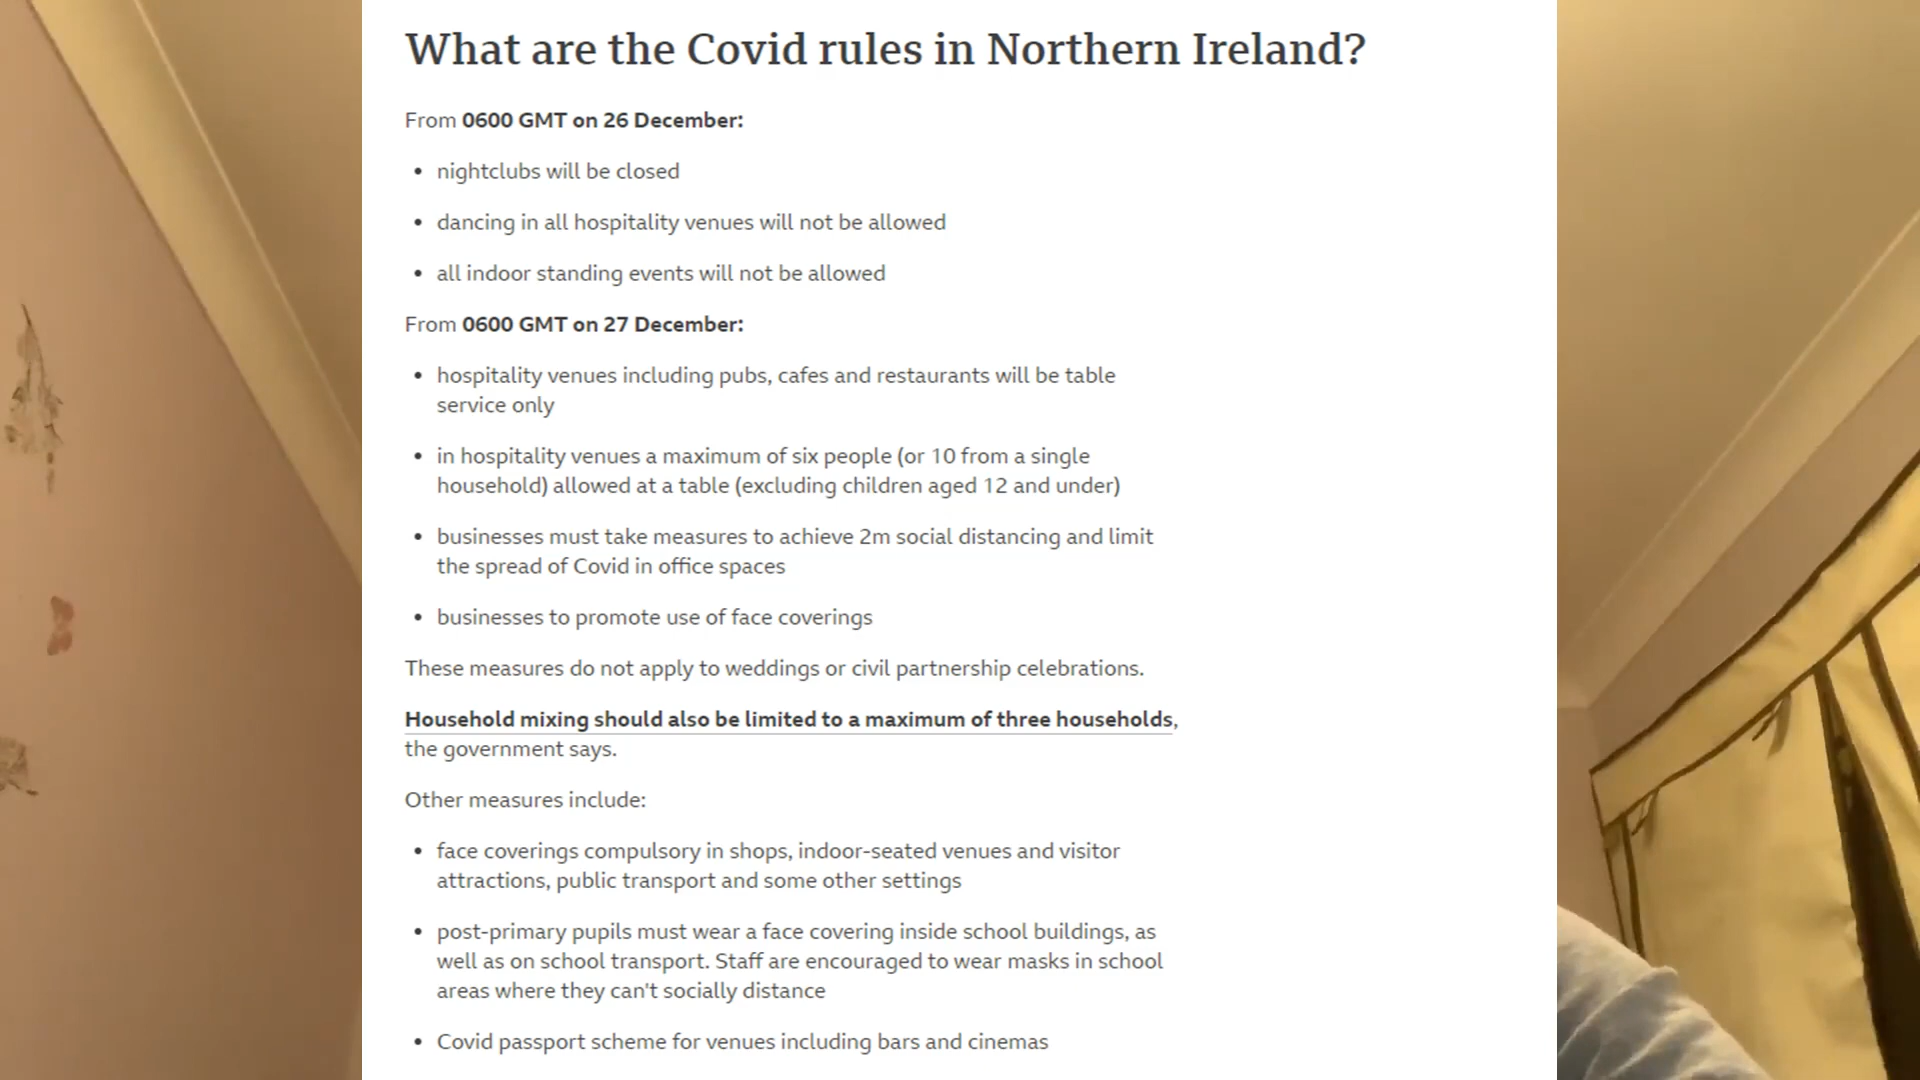 What are the Covid rules in Northern Ireland?
From 0600 GMT on 26 December:
• nightclubs will be closed
• dancing in all hospitality venues will not be allowed
• all indoor standing events will not be allowed
From 0600 GMT on 27 December:
• hospitality venues including pubs, cafes and restaurants will be table
service only
• in hospitality venues a maximum of six people (or 10 from a single
household) allowed at a table (excluding children aged 12 and under)
• businesses must take measures to achieve 2m social distancing and limit
the spread of Covid in office spaces
• businesses to promote use of face coverings
These measures do not apply to weddings or civil partnership celebrations.
Household mixing should also be limited to a maximum of three households,
the government says.
Other measures include:
• face coverings compulsory in shops, indoor-seated venues and visitor
attractions, public transport and some other settings
• post-primary pupils must wear a face covering inside school buildings, as
well as on school transport. Staff are encouraged to wear masks in school
areas where they can't socially distance
• Covid passport scheme for venues including bars and cinemas